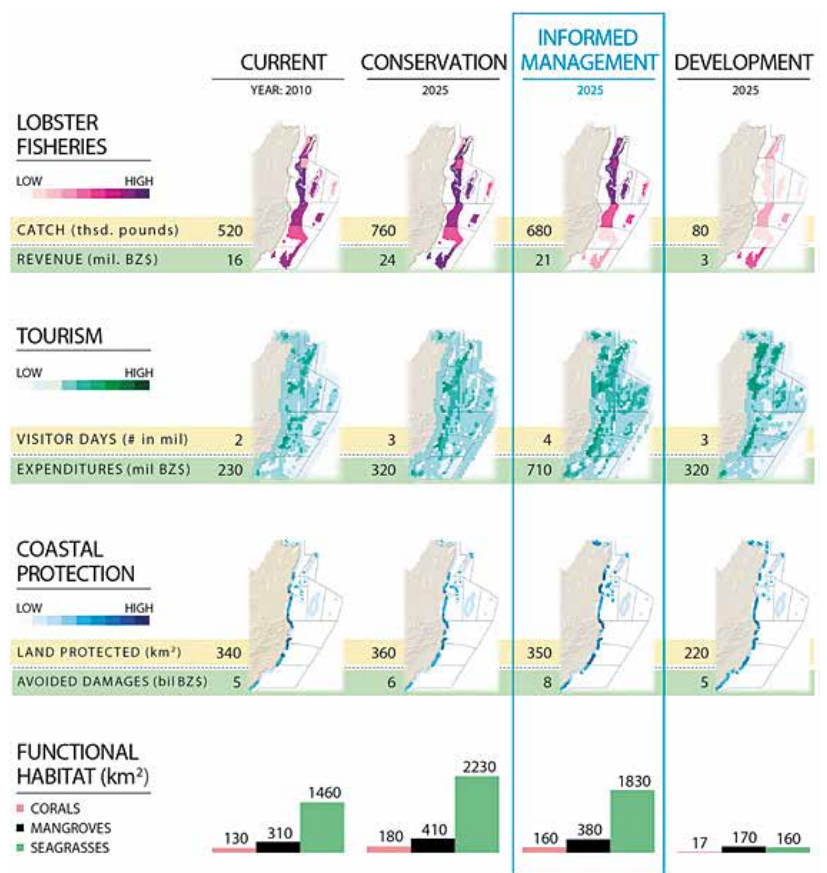 CURRENT CONSERVATION INFORMED MANAGEMENT DEVELOPMENT
YEAR: 2010 2025 2025 2025
LOBSTER
FISHERIES
LOW HIGH
CATCH (thsd. pounds) 520 760 680 80
REVENUE (mil. BZ$) 16 24 21 3
TOURISM
LOW HIGH
VISITOR DAYS (# in mil) 2 3 4 3
EXPENDITURES (mil BZ$) 230 320 710 320
COASTAL
PROTECTION
LOW HIGH
LAND PROTECTED (km²) 340 360 350 220
AVOIDED DAMAGES (bil BZ$) 5 6 8 5
FUNCTIONAL
HABITAT (km²)
CORALS
MANGROVES
SEAGRASSES
130 310 1460 180 410 2230 160 380 1830 17 170 160